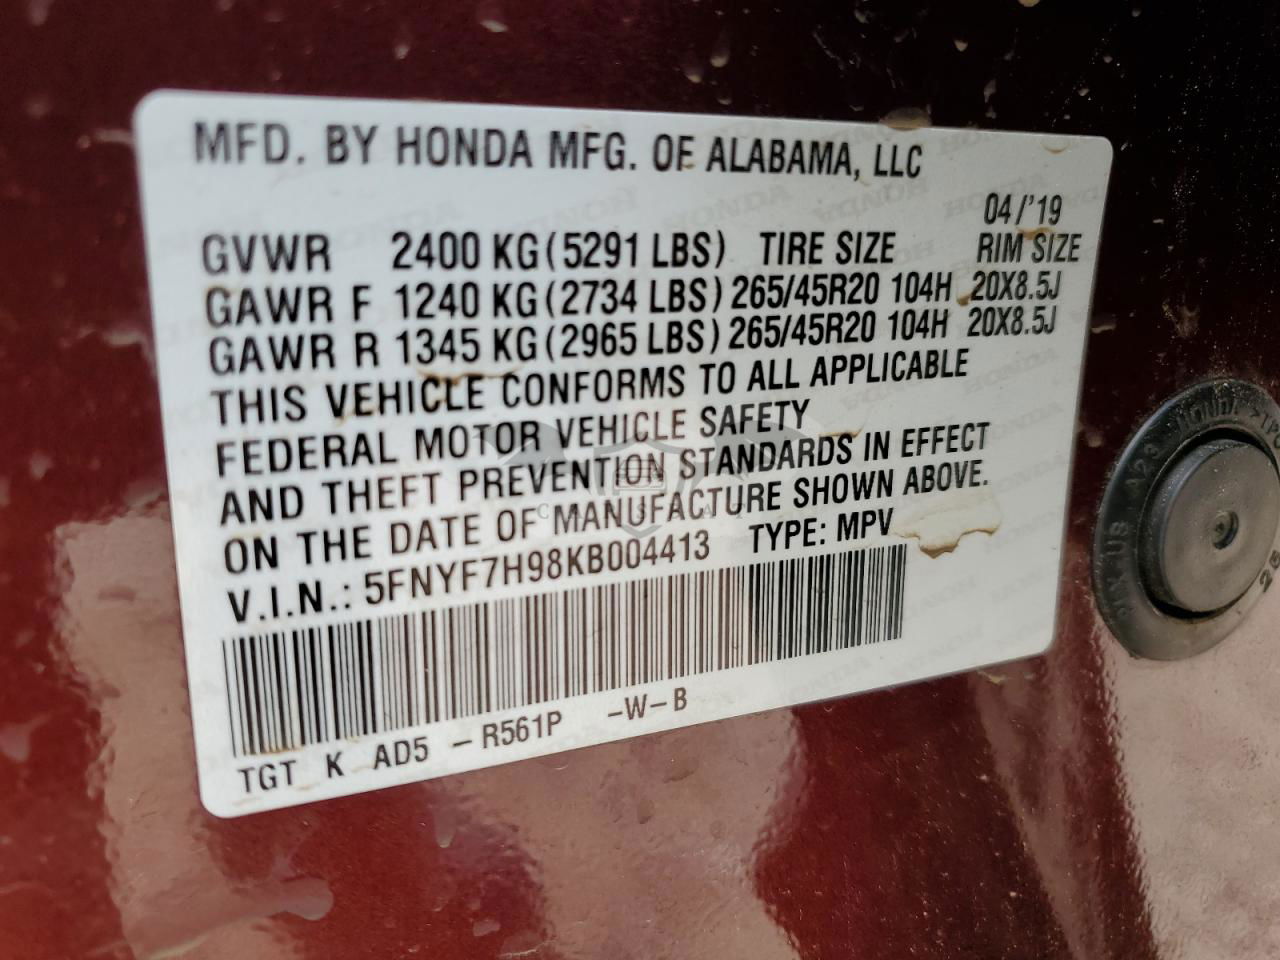 MFD. BY HONDA MFG. OF ALABAMA, LLC
04/'19
GVWR 2400 KG (5291 LBS) TIRE SIZE RIM SIZE
GAWR F 1240 KG (2734 LBS) 265/45R20 104H 20X8.5J
GAWR R 1345 KG (2965 LBS) 265/45R20 104H 20X8.5J
THIS VEHICLE CONFORMS TO ALL APPLICABLE
FEDERAL MOTOR VEHICLE SAFETY
AND THEFT PREVENTION STANDARDS IN EFFECT
ON THE DATE OF MANUFACTURE SHOWN ABOVE.
V.I.N.: 5FNYF7H98KB004413 TYPE: MPV
TGT K AD5 -R561P -W-B